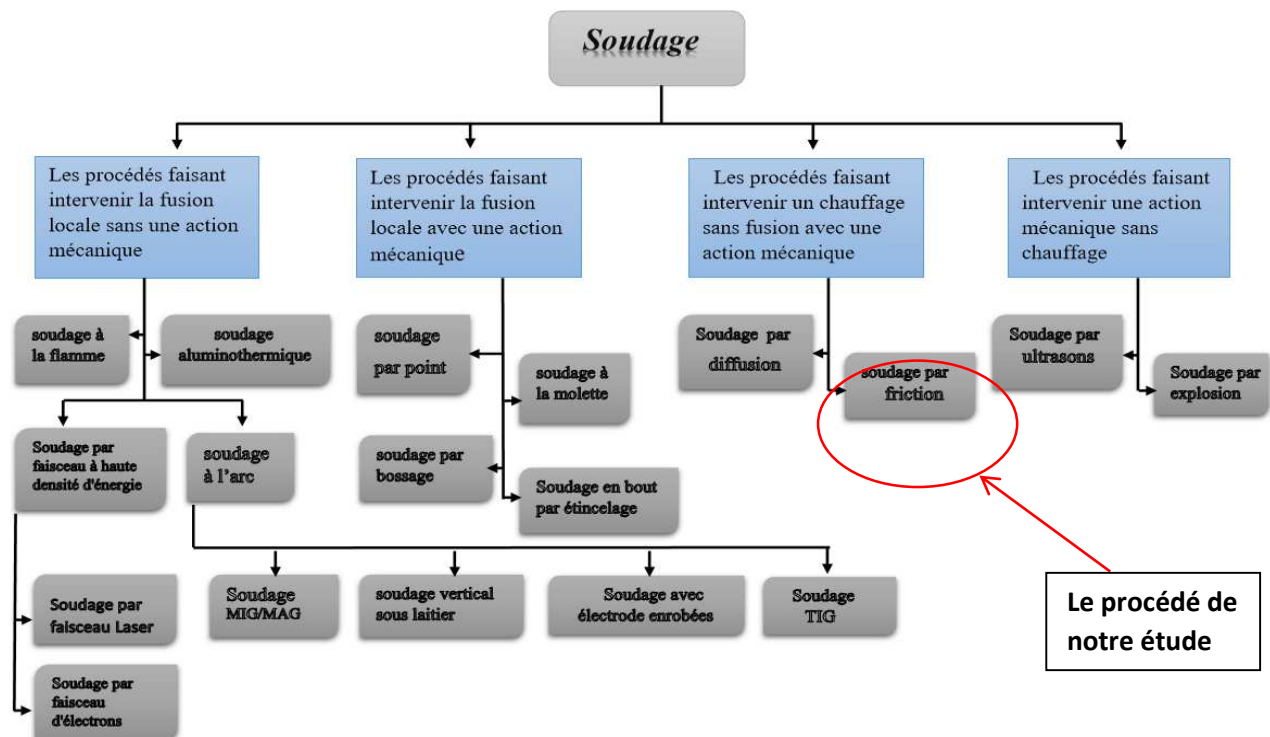 Soudage
Les procédés faisant
intervenir la fusion
locale sans une action
mécanique
Les procédés faisant
intervenir la fusion
locale avec une action
mécanique
Les procédés faisant
intervenir un chauffage
sans fusion avec une
action mécanique
Les procédés faisant
intervenir une action
mécanique sans
chauffage
soudage à
la flamme
soudage
aluminothermique
Soudage par
faisceau à haute
densité d'énergie
soudage
à l'arc
soudage
par point
soudage à
la molette
soudage par
bossage
Soudage en bout
par étincelage
Soudage par
diffusion
soudage par
friction
Soudage par
ultrasons
Soudage par
explosion
Soudage par
faisceau Laser
Soudage par
faisceau
d'électrons
Soudage
MIG/MAG
soudage vertical
sous laitier
Soudage avec
électrode enrobées
Soudage
TIG
Le procédé de
notre étude